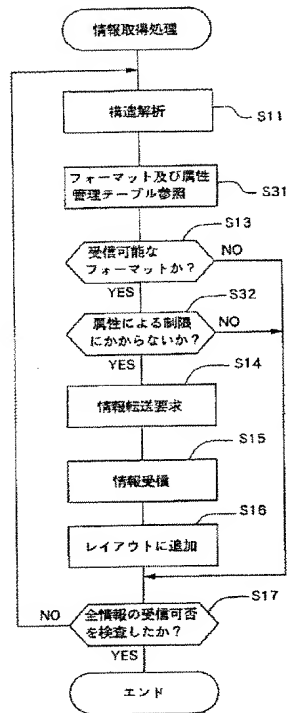 情報取得処理
構造解析
S11
フォーマット及び属性
管理テーブル参照
S31
S13
受信可能な
フォーマットか?
NO
YES
S32
属性による制限
にかからないか?
NO
YES
S14
情報転送要求
S15
情報受信
S16
レイアウトに追加
S17
NO
全情報の受信可否
を検査したか?
YES
エンド